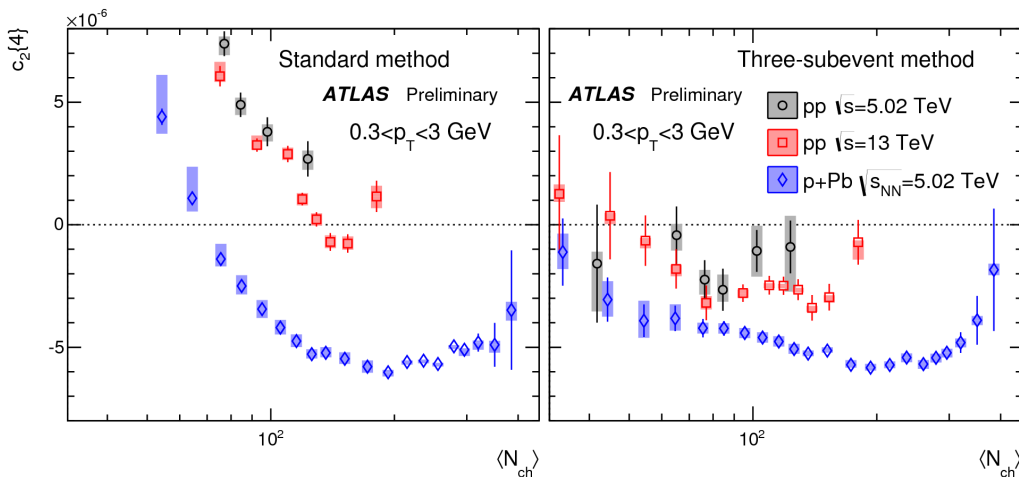 ×10⁻⁶
c₂{4}
5
0
-5
Standard method
ATLAS Preliminary
0.3<p_T<3 GeV
10²
⟨N_ch⟩
Three-subevent method
ATLAS Preliminary
0.3<p_T<3 GeV
pp √s=5.02 TeV
pp √s=13 TeV
p+Pb √s_NN=5.02 TeV
10²
⟨N_ch⟩